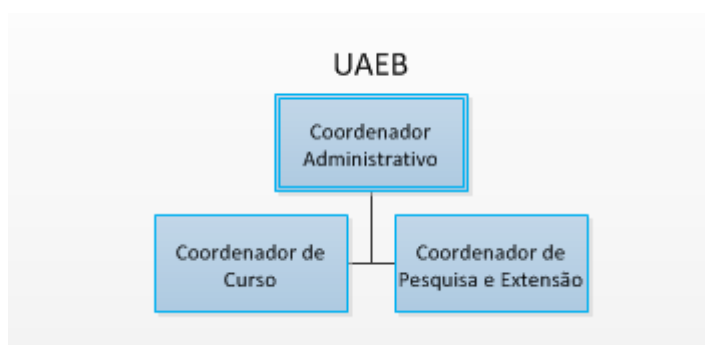 UAEB
Coordenador
Administrativo
Coordenador de
Curso
Coordenador de
Pesquisa e Extensão